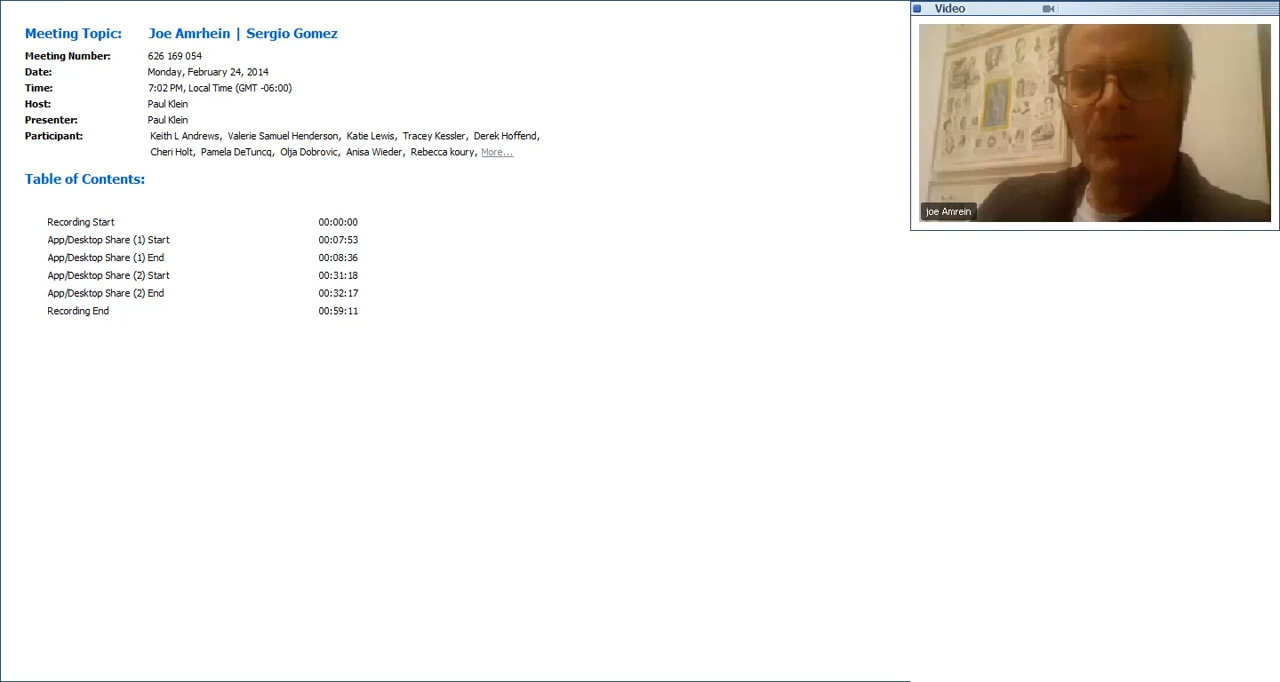 Meeting Topic: Joe Amrhein | Sergio Gomez
Meeting Number: 626 169 054
Date: Monday, February 24, 2014
Time: 7:02 PM, Local Time (GMT -06:00)
Host: Paul Klein
Presenter: Paul Klein
Participant: Keith L Andrews, Valerie Samuel Henderson, Katie Lewis, Tracey Kessler, Derek Hoffend,
Cheri Holt, Pamela DeTuncq, Olja Dobrovic, Anisa Wieder, Rebecca koury, More...
Table of Contents:
Recording Start 00:00:00
App/Desktop Share (1) Start 00:07:53
App/Desktop Share (1) End 00:08:36
App/Desktop Share (2) Start 00:31:18
App/Desktop Share (2) End 00:32:17
Recording End 00:59:11
Video
joe Amrein